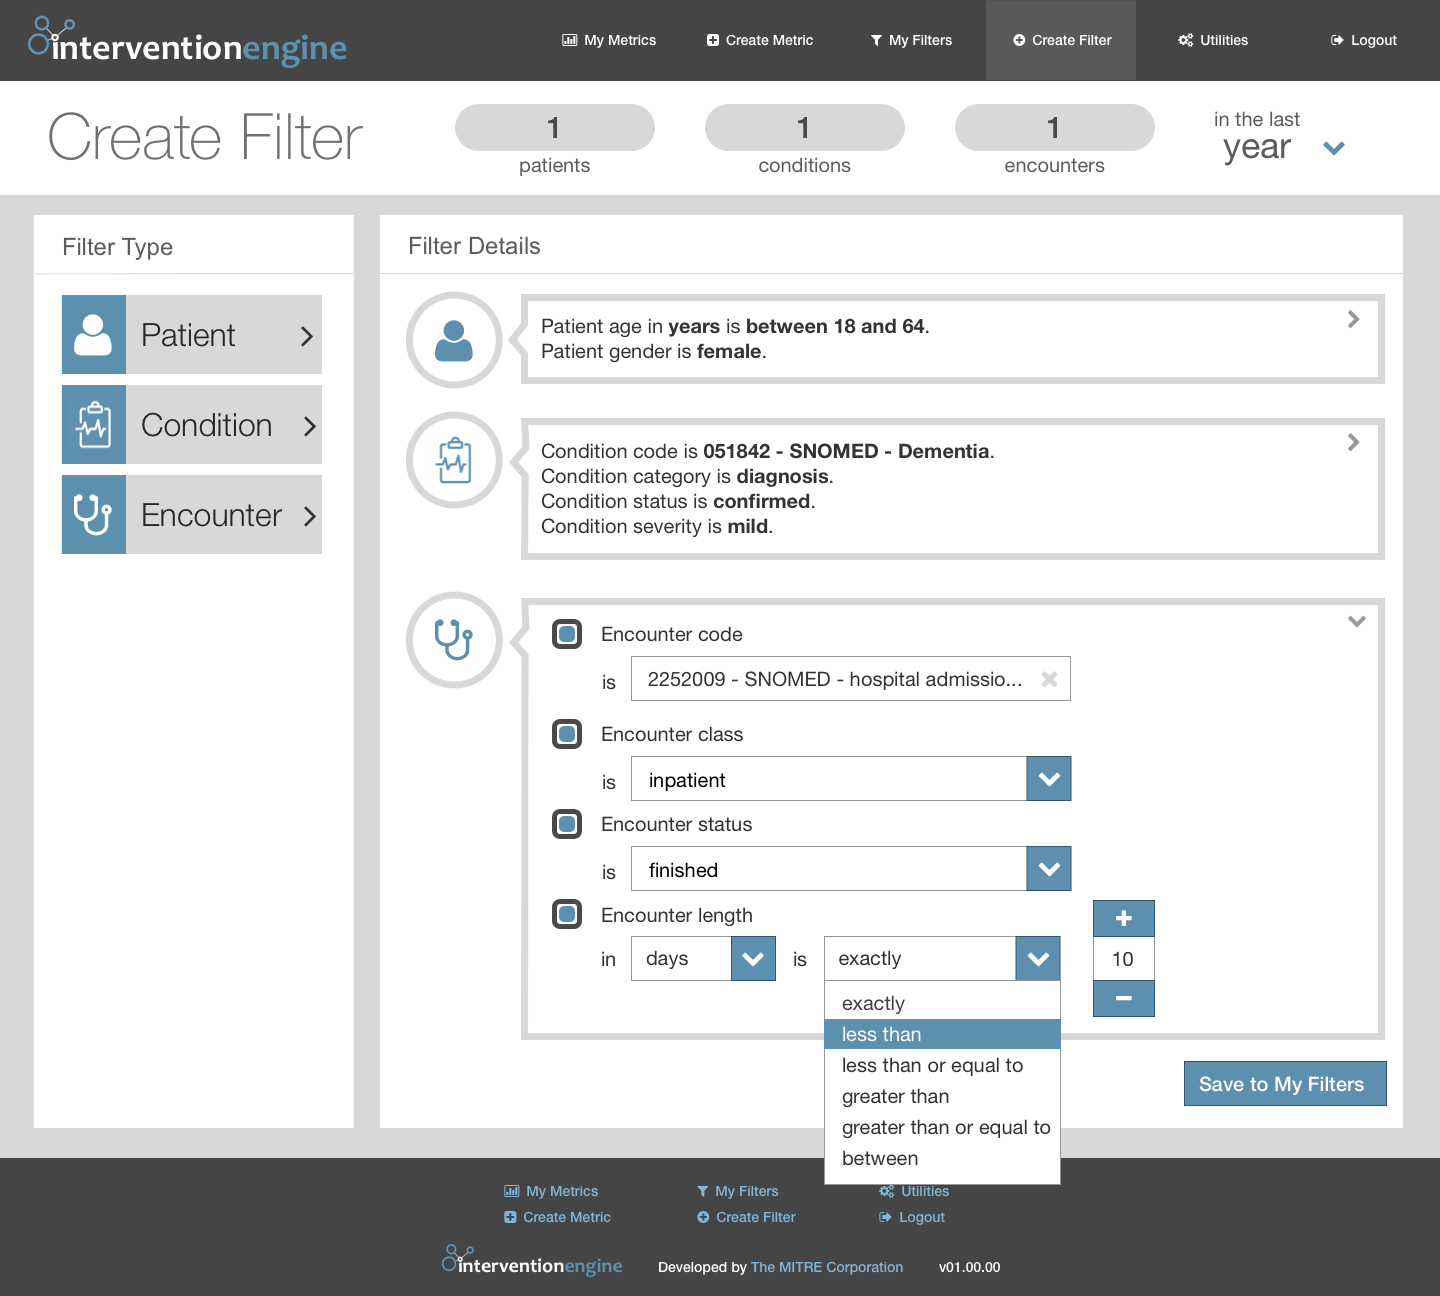 interventionengine
My Metrics
Create Metric
My Filters
Create Filter
Utilities
Logout
Create Filter
1
patients
1
conditions
1
encounters
in the last
year
Filter Type
Patient
Condition
Encounter
Filter Details
Patient age in years is between 18 and 64.
Patient gender is female.
Condition code is 051842 - SNOMED - Dementia.
Condition category is diagnosis.
Condition status is confirmed.
Condition severity is mild.
Encounter code
is 2252009 - SNOMED - hospital admissio...
Encounter class
is inpatient
Encounter status
is finished
Encounter length
in days is exactly 10
exactly
less than
less than or equal to
greater than
greater than or equal to
between
Save to My Filters
My Metrics
My Filters
Utilities
Create Metric
Create Filter
Logout
interventionengine
Developed by The MITRE Corporation
v01.00.00